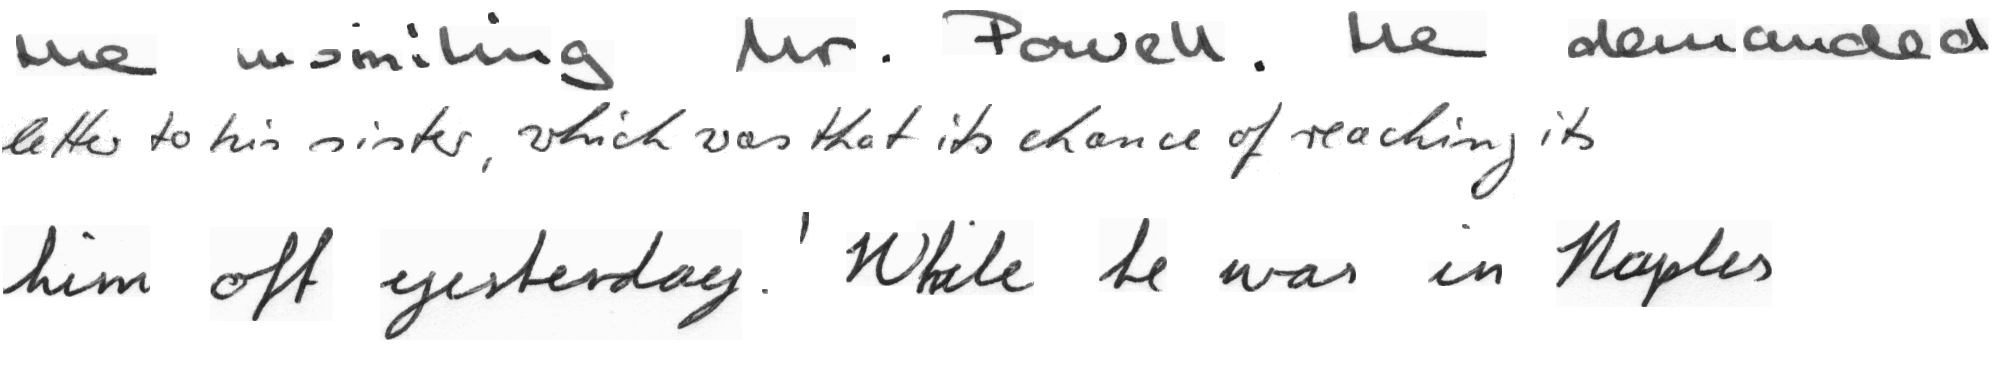 the unsmiling Mr. Powell. He demanded
letter to his sister, which was that its chance of reaching its
him off yesterday.' While he was in Naples